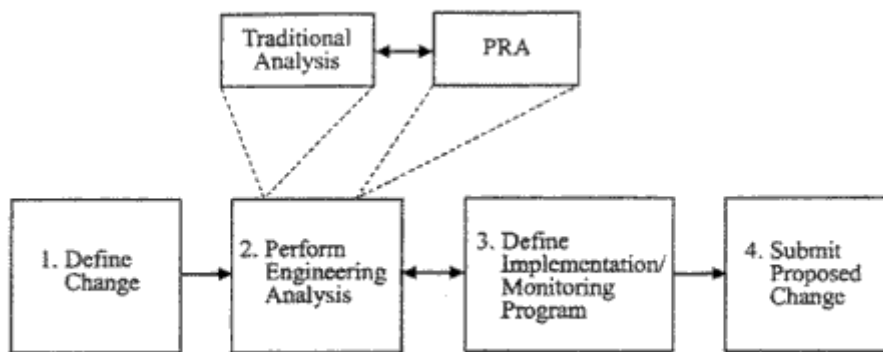 Traditional
Analysis
PRA
1. Define
Change
2. Perform
Engineering
Analysis
3. Define
Implementation/
Monitoring
Program
4. Submit
Proposed
Change